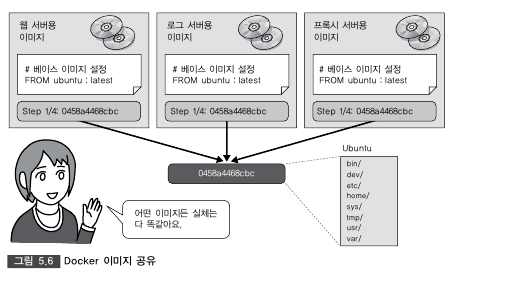 웹 서버용
이미지
# 베이스 이미지 설정
FROM ubuntu : latest
Step 1/4: 0458a4468cbc
로그 서버용
이미지
# 베이스 이미지 설정
FROM ubuntu : latest
Step 1/4: 0458a4468cbc
프록시 서버용
이미지
# 베이스 이미지 설정
FROM ubuntu : latest
Step 1/4: 0458a4468cbc
0458a4468cbc
Ubuntu
bin/
dev/
etc/
home/
sys/
tmp/
usr/
var/
어떤 이미지든 실체는
다 똑같아요.
그림 5.6 Docker 이미지 공유